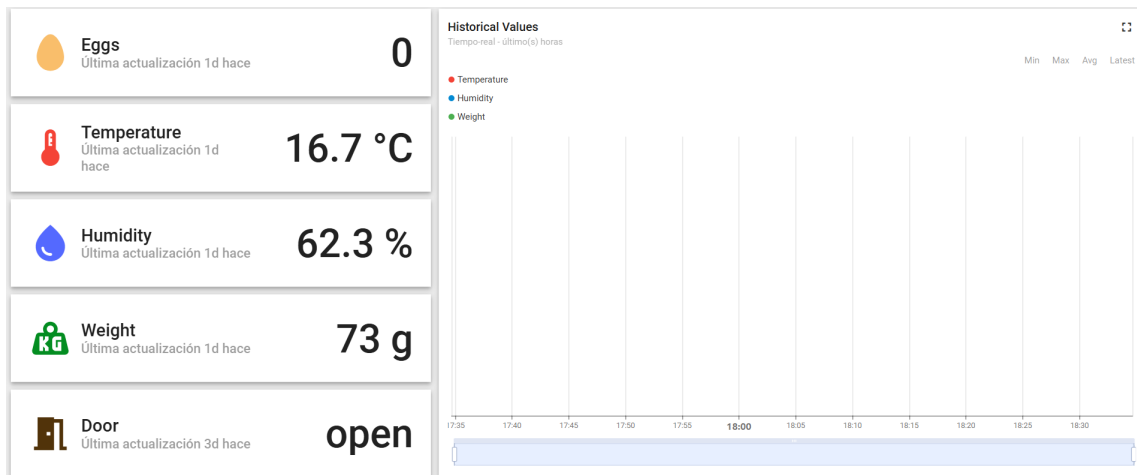 Eggs
Última actualización 1d hace
0
Temperature
Última actualización 1d
hace
16.7 °C
Humidity
Última actualización 1d hace
62.3 %
KG
Weight
Última actualización 1d hace
73 g
Door
Última actualización 3d hace
open
Historical Values
Tiempo-real - último(s) horas
Min Max Avg Latest
Temperature
Humidity
Weight
17:35 17:40 17:45 17:50 17:55 18:00 18:05 18:10 18:15 18:20 18:25 18:30